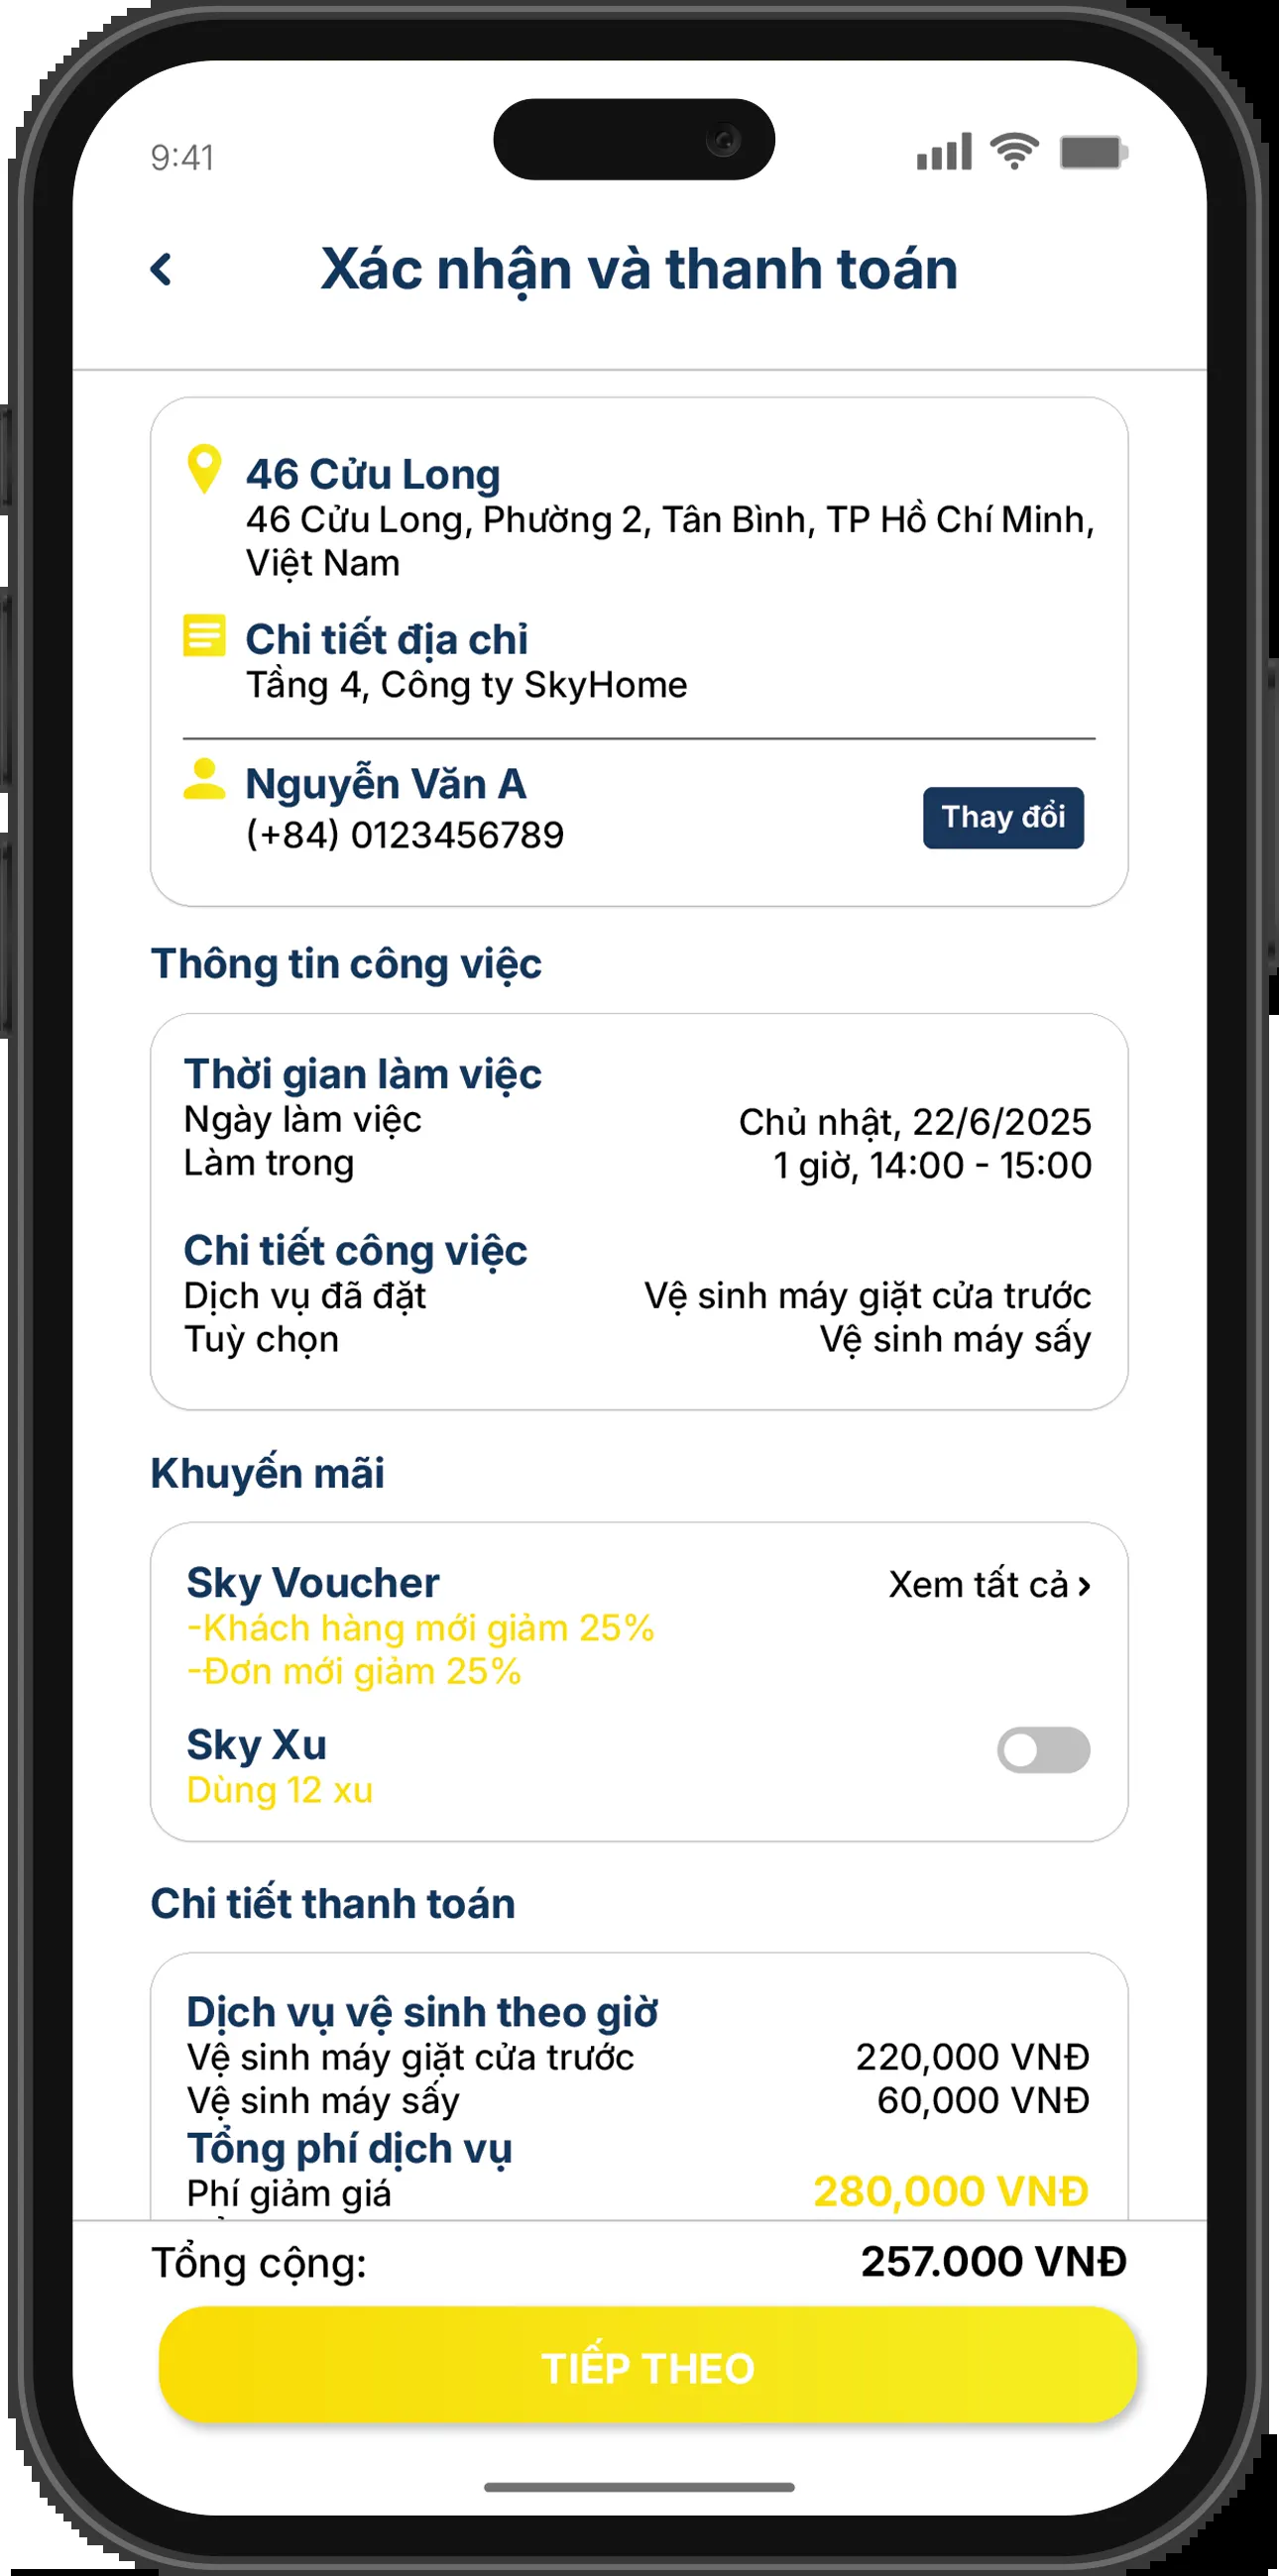 9:41
Xác nhận và thanh toán
46 Cửu Long
46 Cửu Long, Phường 2, Tân Bình, TP Hồ Chí Minh,
Việt Nam
Chi tiết địa chỉ
Tầng 4, Công ty SkyHome
Nguyễn Văn A
(+84) 0123456789
Thay đổi
Thông tin công việc
Thời gian làm việc
Ngày làm việc Chủ nhật, 22/6/2025
Làm trong 1 giờ, 14:00 - 15:00
Chi tiết công việc
Dịch vụ đã đặt Vệ sinh máy giặt cửa trước
Tuỳ chọn Vệ sinh máy sấy
Khuyến mãi
Sky Voucher Xem tất cả ›
-Khách hàng mới giảm 25%
-Đơn mới giảm 25%
Sky Xu
Dùng 12 xu
Chi tiết thanh toán
Dịch vụ vệ sinh theo giờ
Vệ sinh máy giặt cửa trước 220,000 VNĐ
Vệ sinh máy sấy 60,000 VNĐ
Tổng phí dịch vụ
Phí giảm giá 280,000 VNĐ
Tổng cộng: 257.000 VNĐ
TIẾP THEO